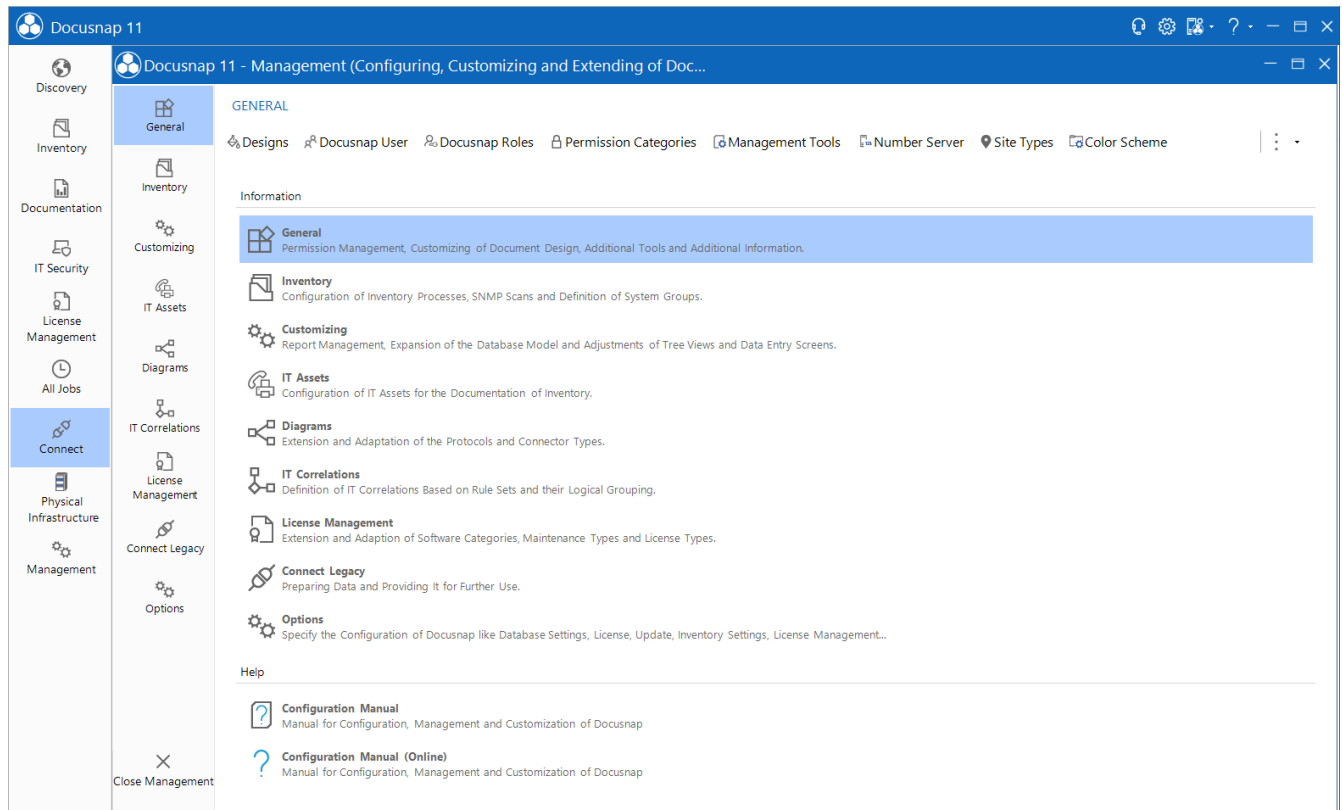 Docusnap 11
Discovery
Inventory
Documentation
IT Security
License
Management
All Jobs
Connect
Physical
Infrastructure
Management
Docusnap 11 - Management (Configuring, Customizing and Extending of Doc...
General
Inventory
Customizing
IT Assets
Diagrams
IT Correlations
License
Management
Connect Legacy
Options
Close Management
GENERAL
Designs Docusnap User Docusnap Roles Permission Categories Management Tools Number Server Site Types Color Scheme
Information
General
Permission Management, Customizing of Document Design, Additional Tools and Additional Information.
Inventory
Configuration of Inventory Processes, SNMP Scans and Definition of System Groups.
Customizing
Report Management, Expansion of the Database Model and Adjustments of Tree Views and Data Entry Screens.
IT Assets
Configuration of IT Assets for the Documentation of Inventory.
Diagrams
Extension and Adaptation of the Protocols and Connector Types.
IT Correlations
Definition of IT Correlations Based on Rule Sets and their Logical Grouping.
License Management
Extension and Adaption of Software Categories, Maintenance Types and License Types.
Connect Legacy
Preparing Data and Providing It for Further Use.
Options
Specify the Configuration of Docusnap like Database Settings, License, Update, Inventory Settings, License Management...
Help
Configuration Manual
Manual for Configuration, Management and Customization of Docusnap
Configuration Manual (Online)
Manual for Configuration, Management and Customization of Docusnap